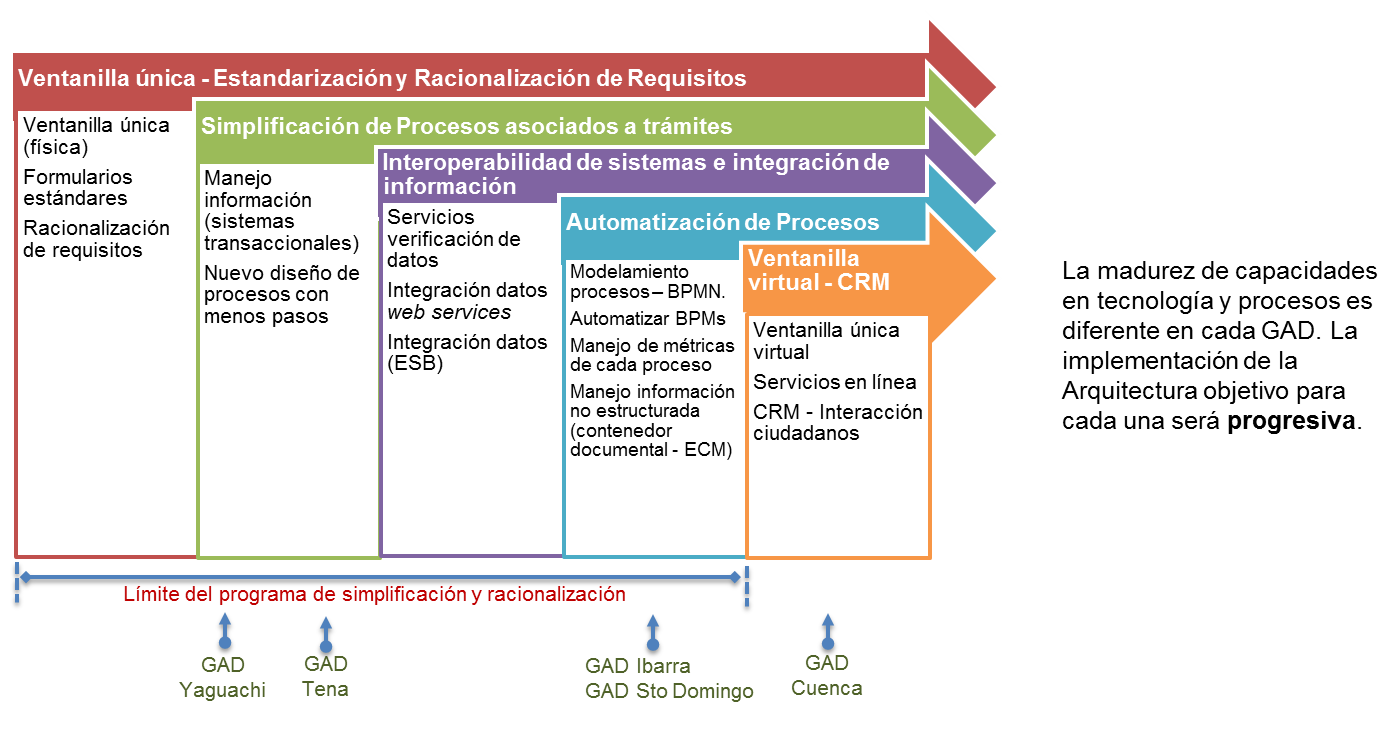 Ventanilla única - Estandarización y Racionalización de Requisitos
Ventanilla única
(física)
Formularios
estándares
Racionalización
de requisitos
Simplificación de Procesos asociados a trámites
Manejo
información
(sistemas
transaccionales)
Nuevo diseño de
procesos con
menos pasos
Interoperabilidad de sistemas e integración de
información
Servicios
verificación de
datos
Integración datos
web services
Integración datos
(ESB)
Automatización de Procesos
Modelamiento
procesos – BPMN.
Automatizar BPMs
Manejo de métricas
de cada proceso
Manejo información
no estructurada
(contenedor
documental - ECM)
Ventanilla
virtual - CRM
Ventanilla única
virtual
Servicios en línea
CRM - Interacción
ciudadanos
La madurez de capacidades
en tecnología y procesos es
diferente en cada GAD. La
implementación de la
Arquitectura objetivo para
cada una será progresiva.
Límite del programa de simplificación y racionalización
GAD
Yaguachi
GAD
Tena
GAD Ibarra
GAD Sto Domingo
GAD
Cuenca